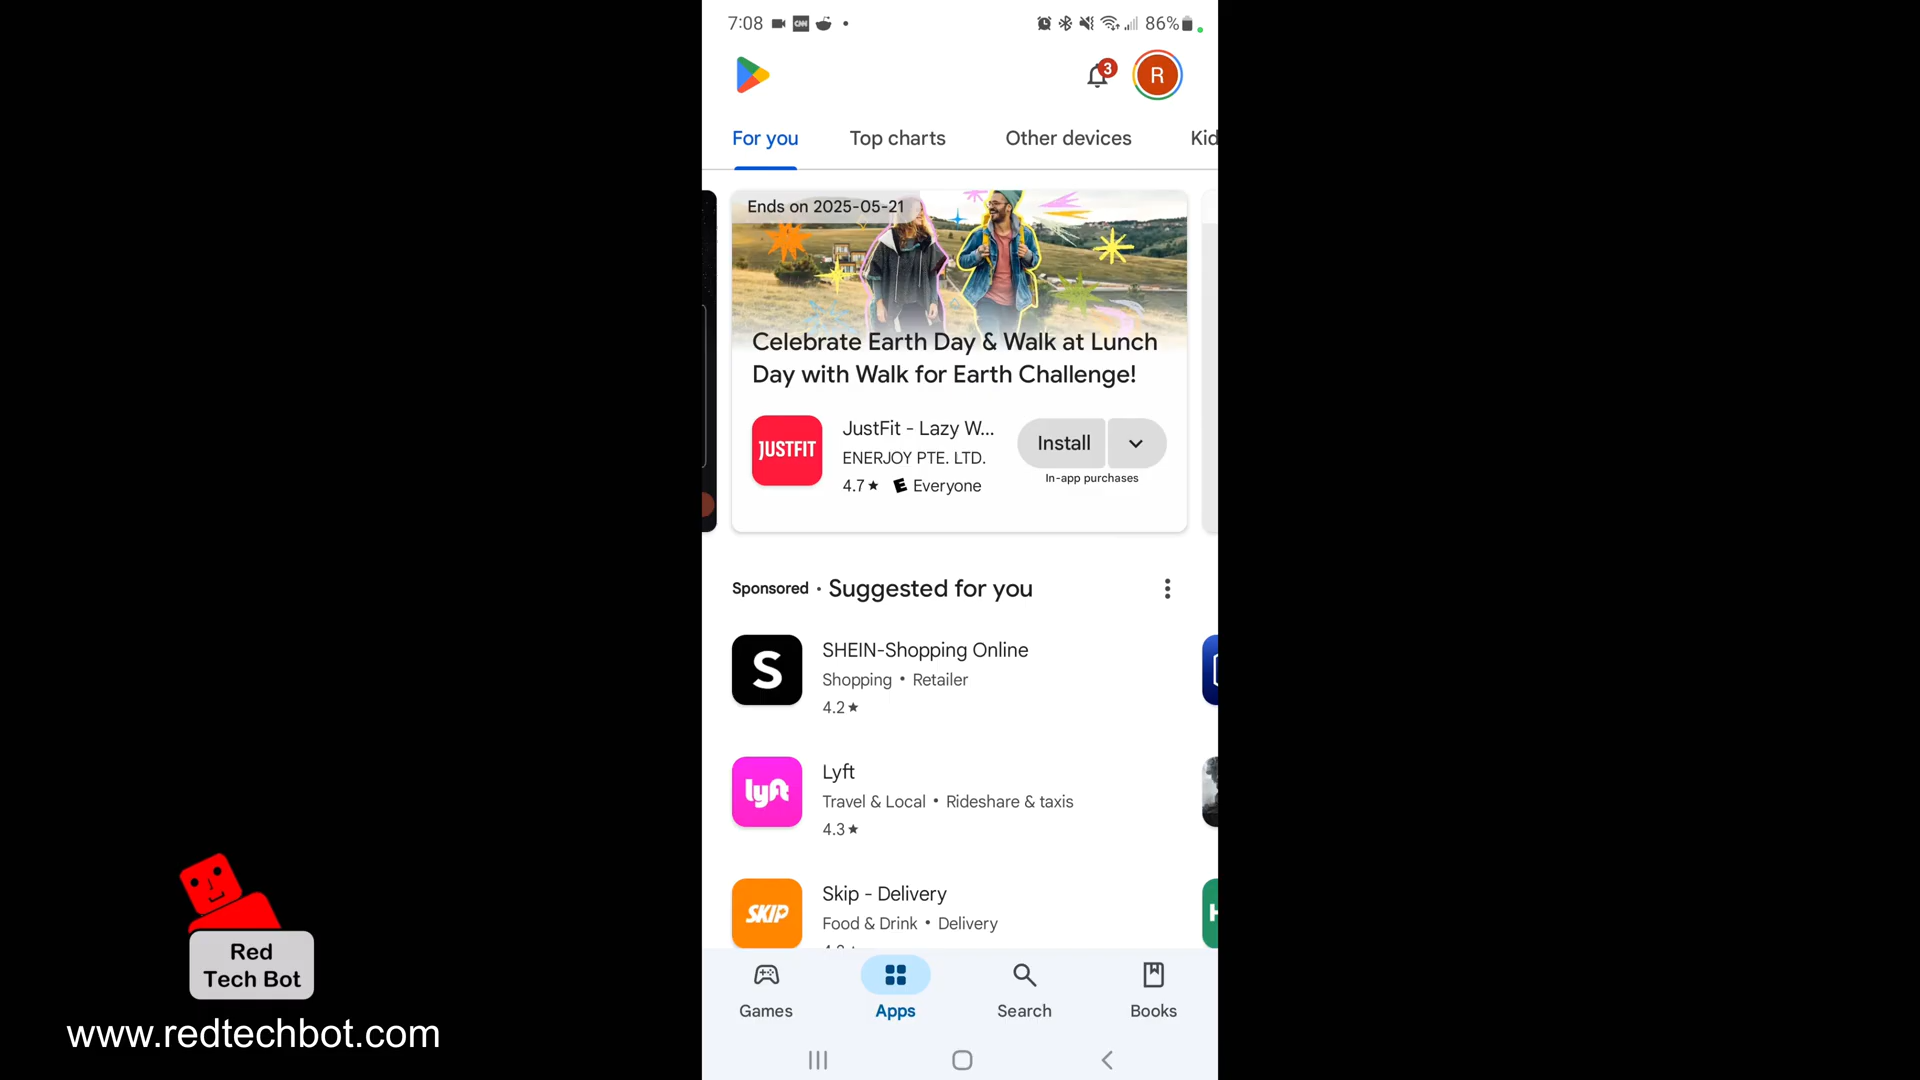 7:08
CNN
86%
3
R
For you
Top charts
Other devices
Kid
Ends on 2025-05-21
Celebrate Earth Day & Walk at Lunch
Day with Walk for Earth Challenge!
JUSTFIT
JustFit - Lazy W...
ENERJOY PTE. LTD.
4.7★
E Everyone
Install
In-app purchases
Sponsored • Suggested for you
S
SHEIN-Shopping Online
Shopping • Retailer
4.2★
lyft
Lyft
Travel & Local • Rideshare & taxis
4.3★
SKIP
Skip - Delivery
Food & Drink • Delivery
H
Games
Apps
Search
Books
Red
Tech Bot
www.redtechbot.com